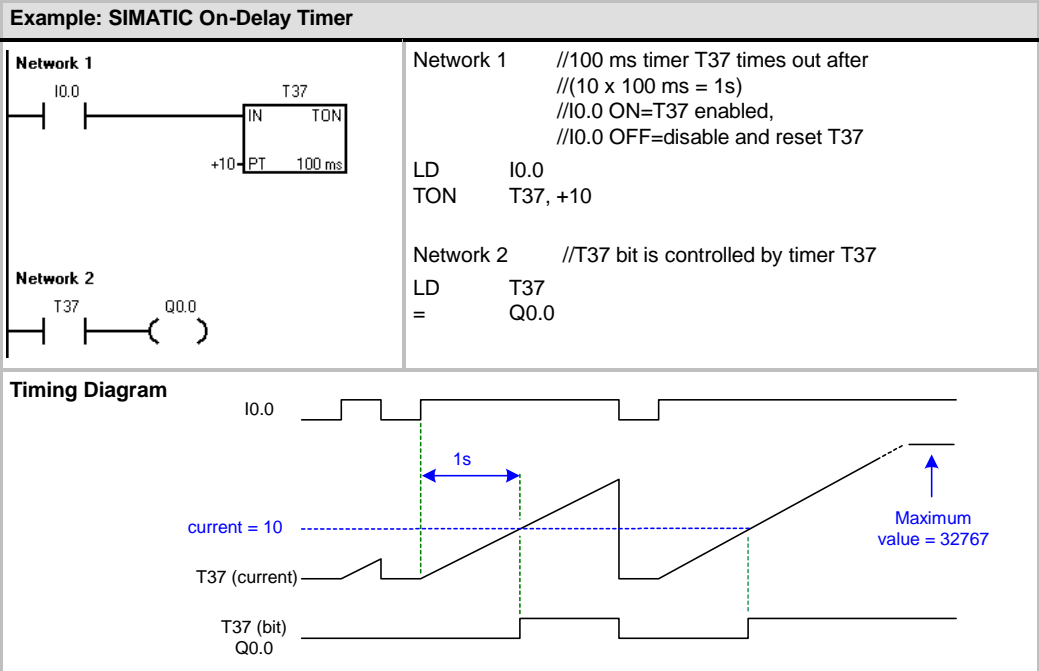 Example: SIMATIC On-Delay Timer
Network 1
I0.0
T37
IN TON
+10 PT 100 ms
Network 2
T37 Q0.0
Network 1 //100 ms timer T37 times out after
//(10 x 100 ms = 1s)
//I0.0 ON=T37 enabled,
//I0.0 OFF=disable and reset T37
LD I0.0
TON T37, +10
Network 2 //T37 bit is controlled by timer T37
LD T37
= Q0.0
Timing Diagram
I0.0
1s
current = 10
Maximum
value = 32767
T37 (current)
T37 (bit)
Q0.0